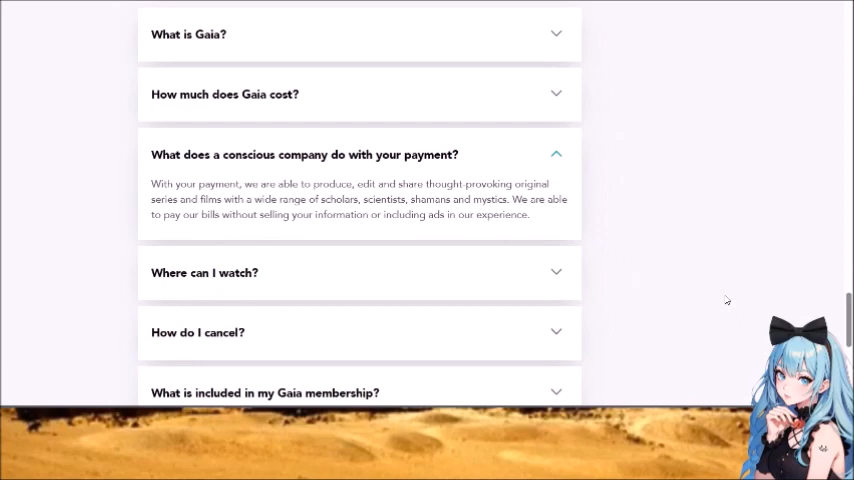 What is Gaia?
How much does Gaia cost?
What does a conscious company do with your payment?
With your payment, we are able to produce, edit and share thought-provoking original
series and films with a wide range of scholars, scientists, shamans and mystics. We are able
to pay our bills without selling your information or including ads in our experience.
Where can I watch?
How do I cancel?
What is included in my Gaia membership?